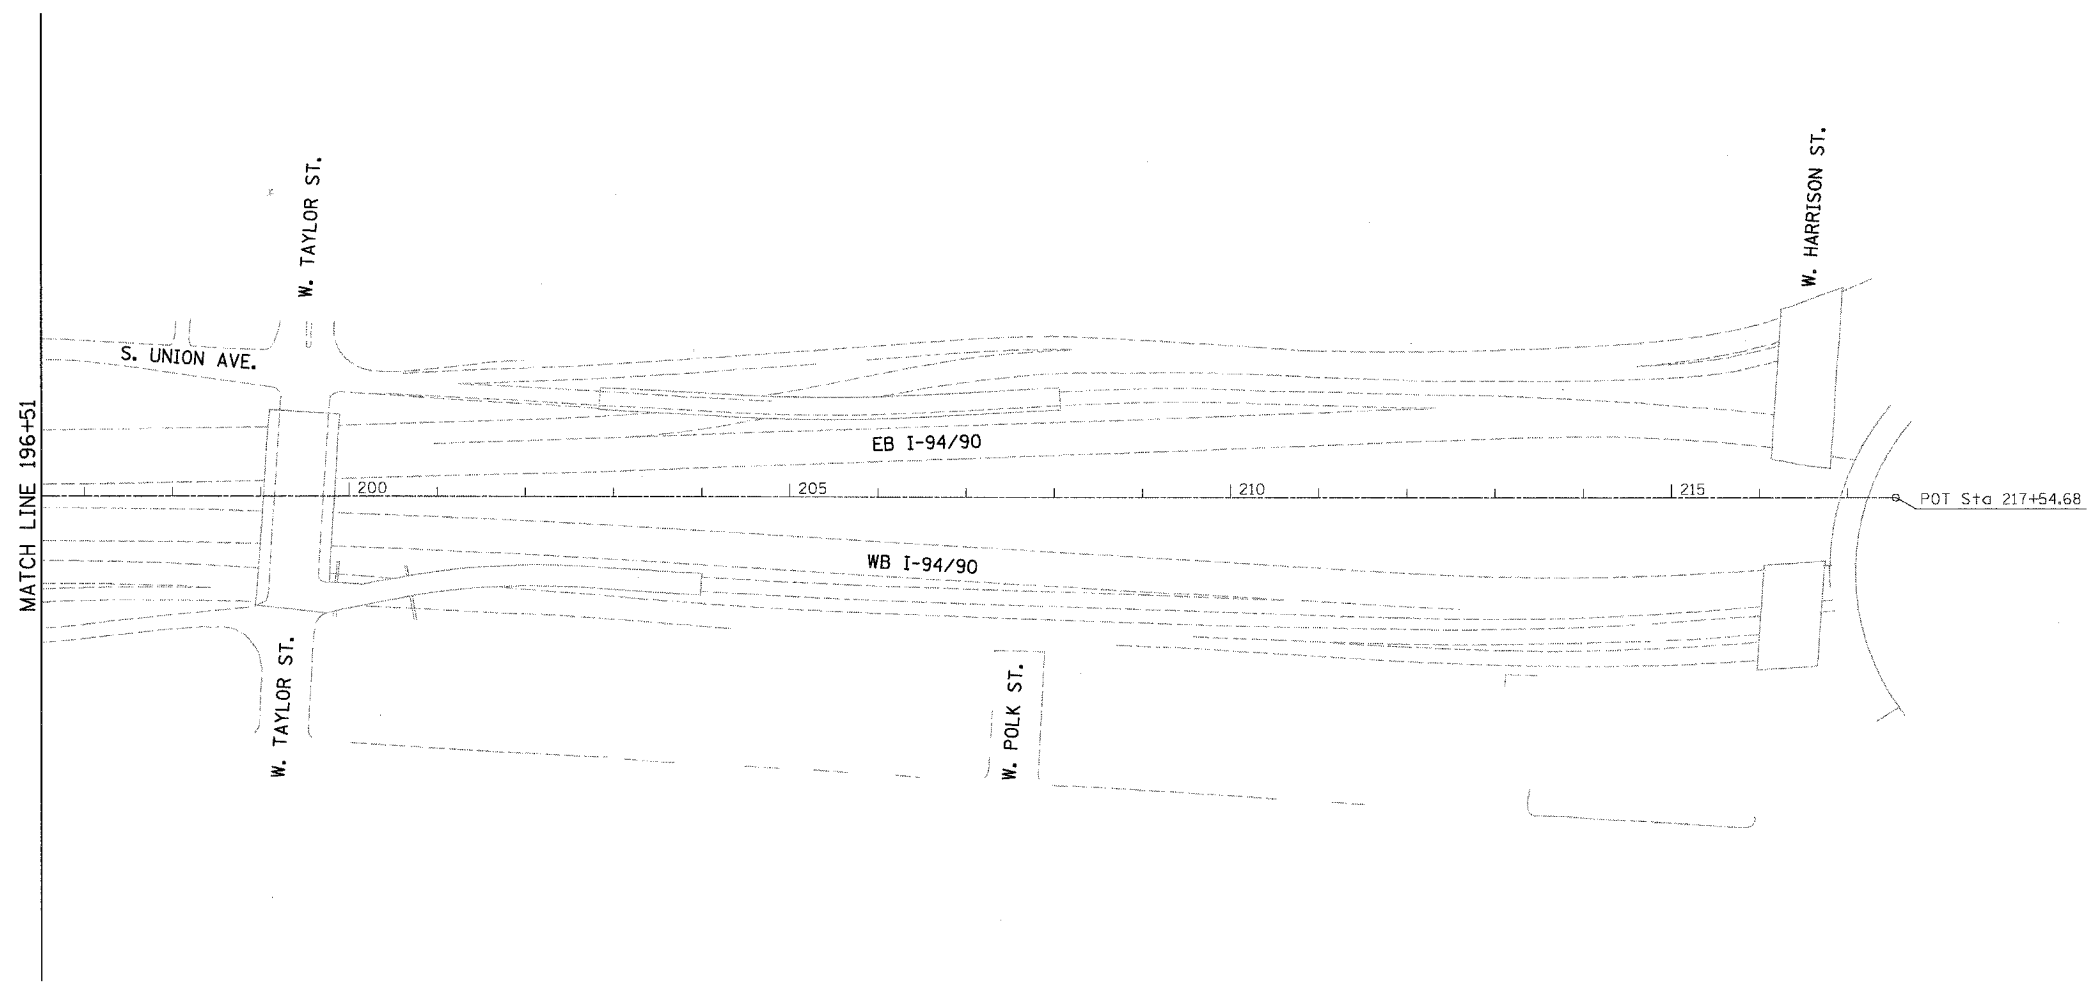 MATCH LINE 196+51
S. UNION AVE.
W. TAYLOR ST.
W. HARRISON ST.
EB I-94/90
200
205
210
215
POT Sta 217+54.68
WB I-94/90
W. TAYLOR ST.
W. POLK ST.